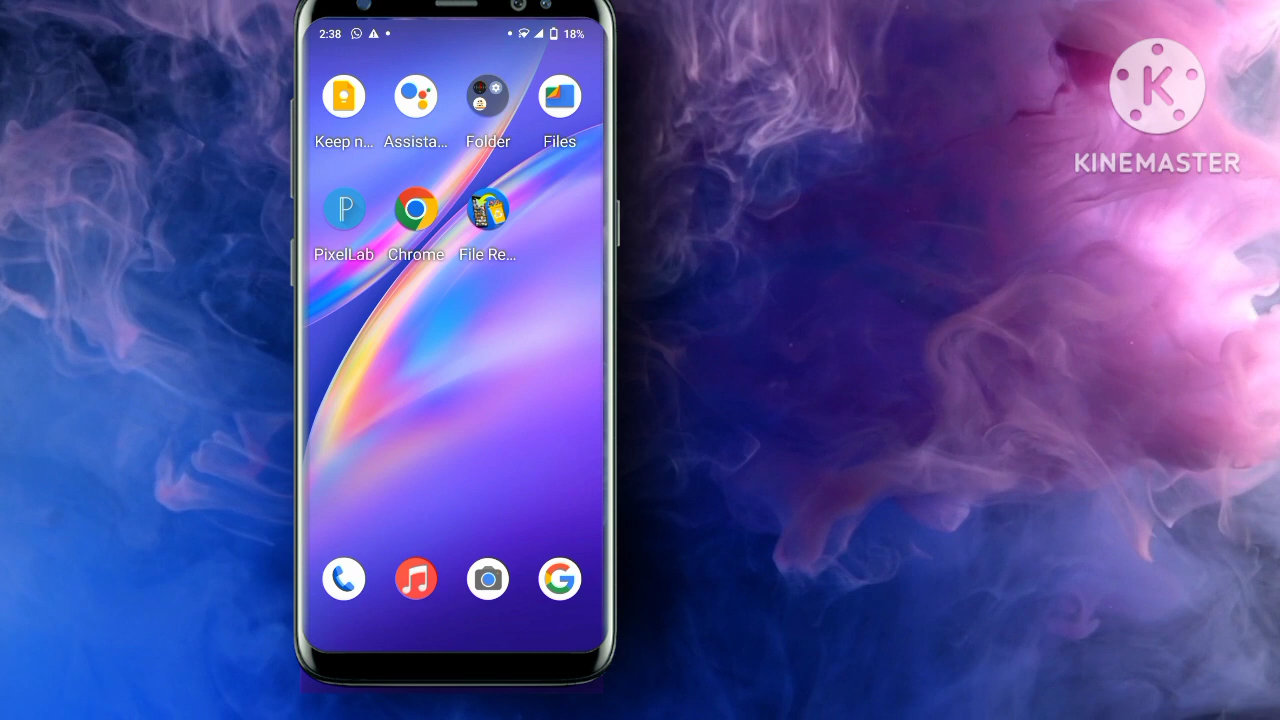 2:38
18%
KINEMASTER
Keep n...
Assista...
Folder
Files
PixelLab
Chrome
File Re...